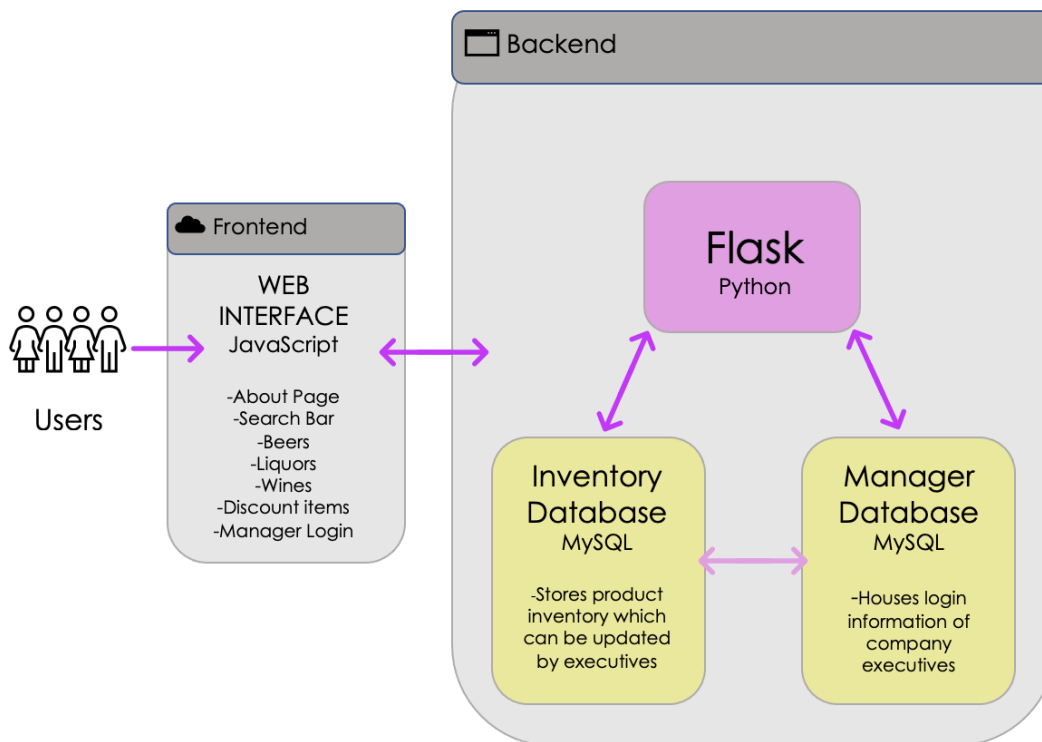 Backend
Frontend
WEB
INTERFACE
JavaScript
-About Page
-Search Bar
-Beers
-Liquors
-Wines
-Discount items
-Manager Login
Users
Flask
Python
Inventory
Database
MySQL
-Stores product
inventory which
can be updated
by executives
Manager
Database
MySQL
-Houses login
information of
company
executives